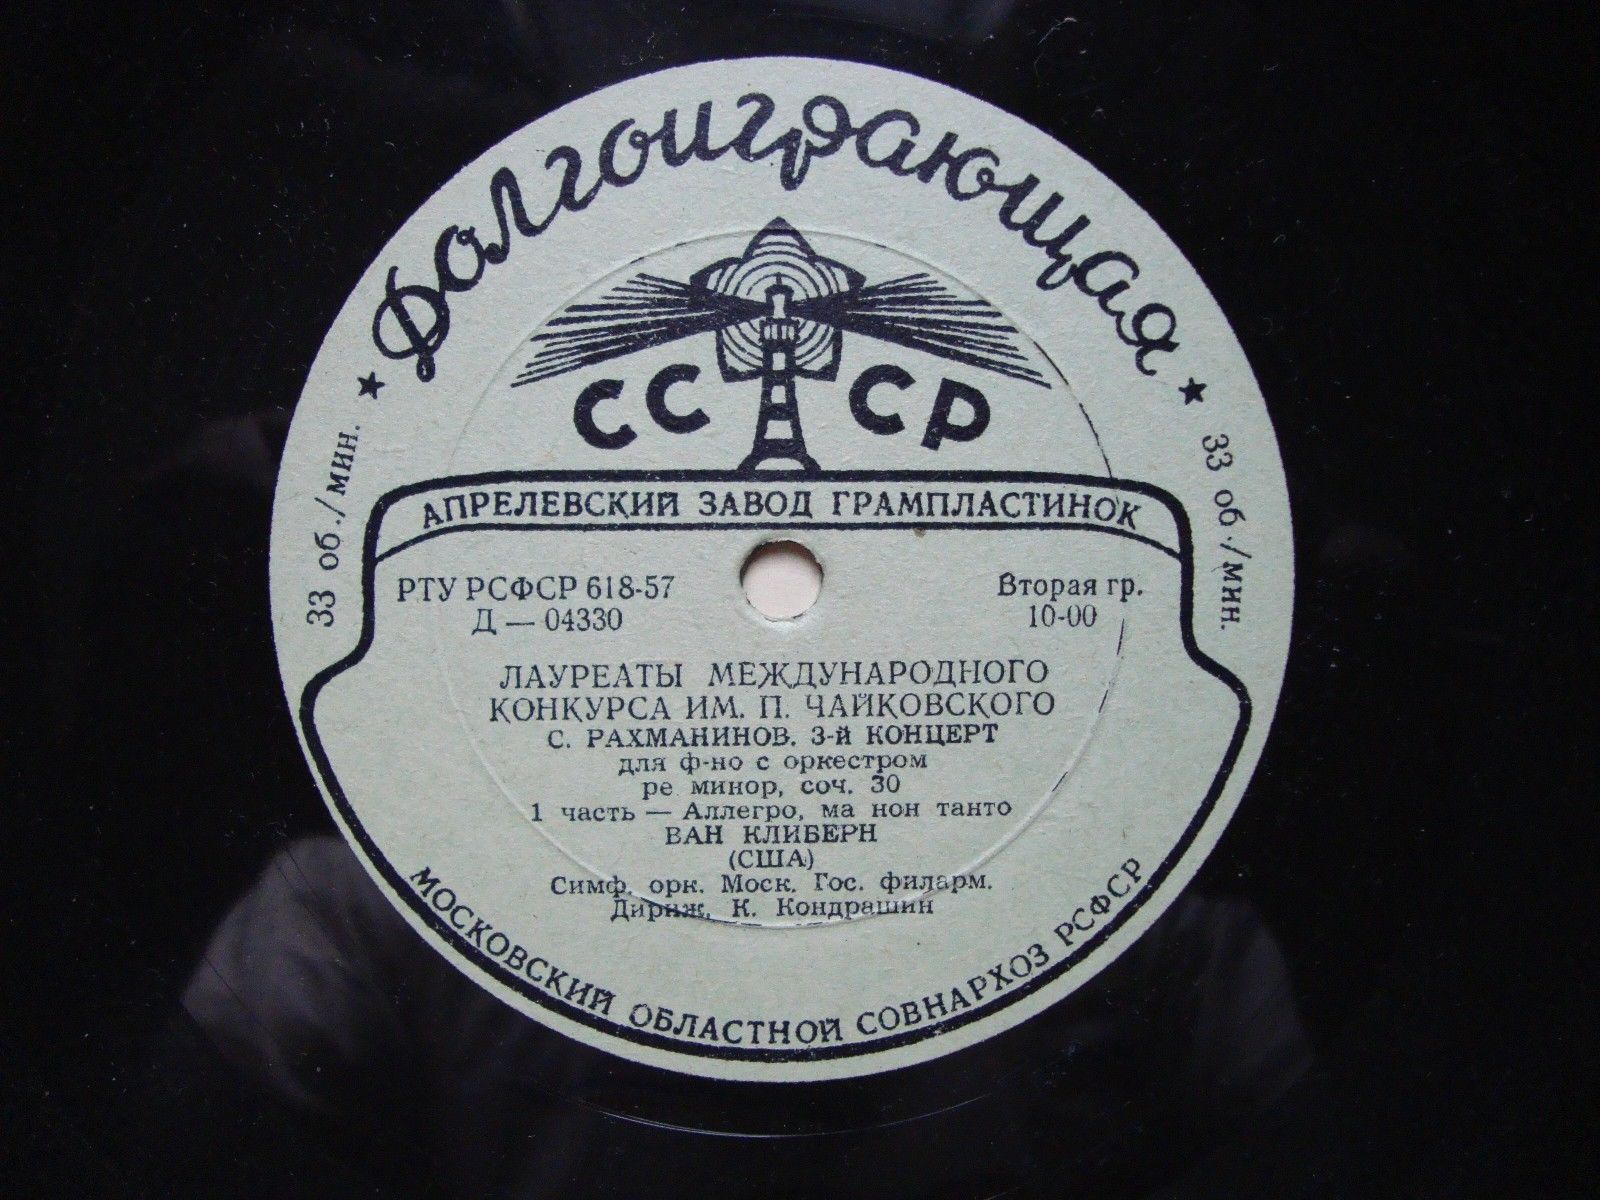 Долгоиграющая
★ 33 об./мин.
★ 33 об./мин.
СССР
АПРЕЛЕВСКИЙ ЗАВОД ГРАМПЛАСТИНОК
РТУ РСФСР 618-57
Вторая гр.
Д — 04330
10-00
ЛАУРЕАТЫ МЕЖДУНАРОДНОГО
КОНКУРСА ИМ. П. ЧАЙКОВСКОГО
С. РАХМАНИНОВ. 3-й КОНЦЕРТ
для ф-но с оркестром
ре минор, соч. 30
1 часть — Аллегро, ма нон танто
ВАН КЛИБЕРН
(США)
Симф. орк. Моск. Гос. филарм.
Дириж. К. Кондрашин
МОСКОВСКИЙ ОБЛАСТНОЙ СОВНАРХОЗ РСФСР